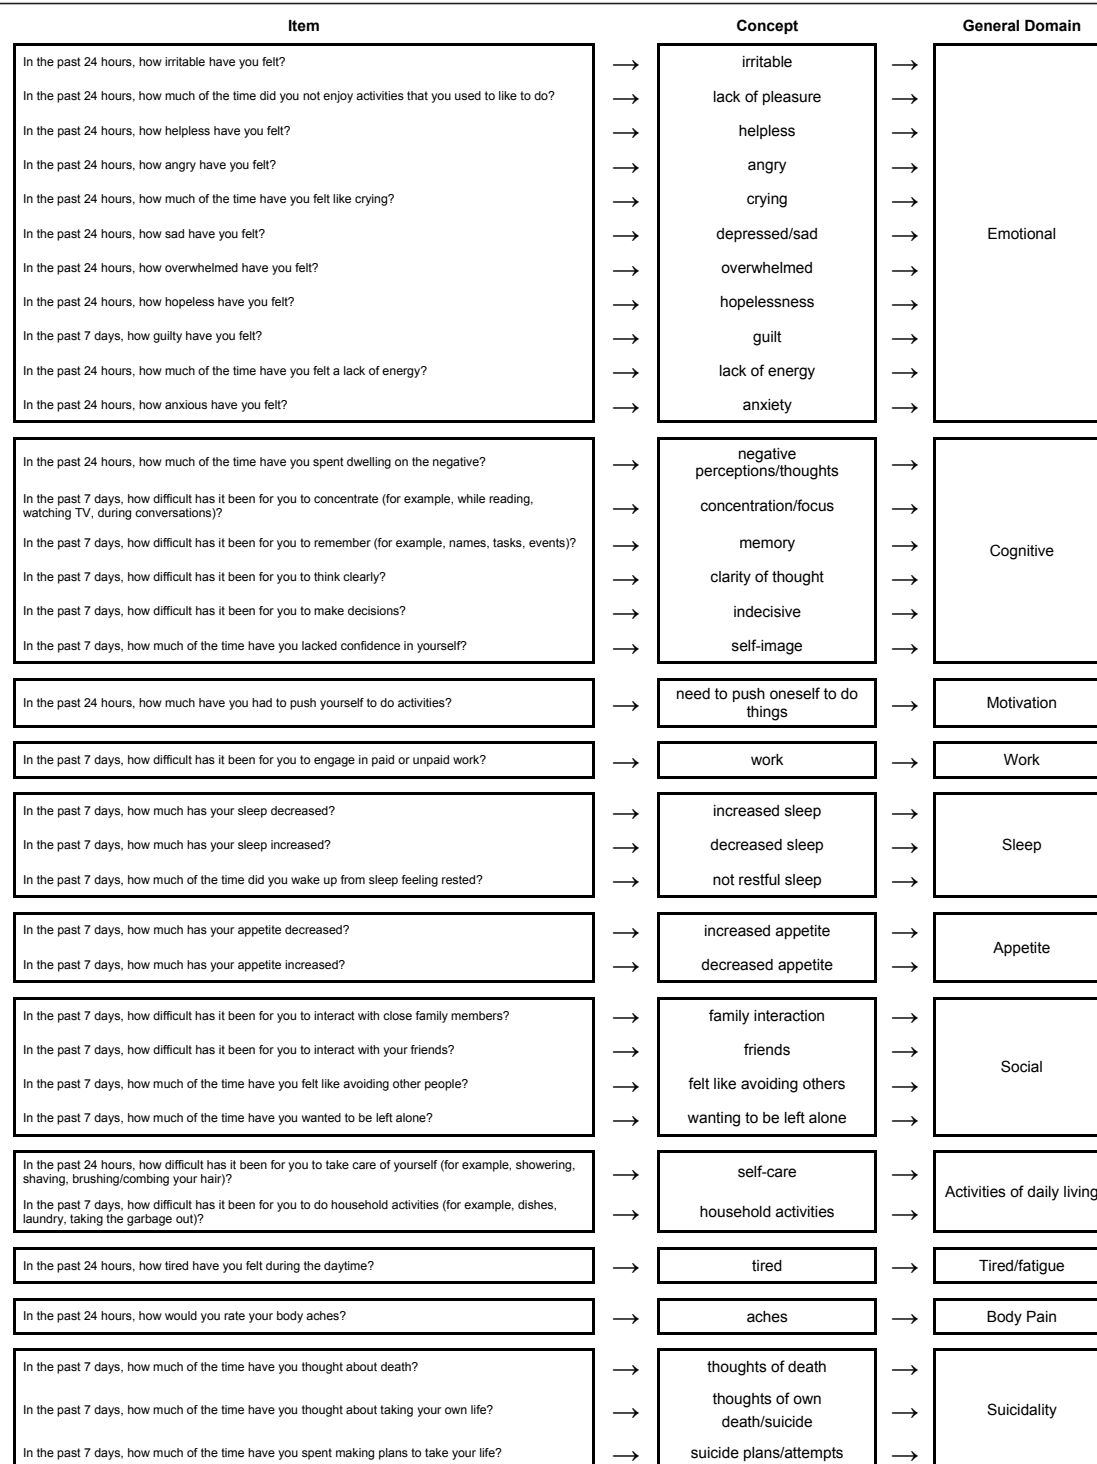 Item Concept General Domain
In the past 24 hours, how irritable have you felt? → irritable →
In the past 24 hours, how much of the time did you not enjoy activities that you used to like to do? → lack of pleasure →
In the past 24 hours, how helpless have you felt? → helpless →
In the past 24 hours, how angry have you felt? → angry →
In the past 24 hours, how much of the time have you felt like crying? → crying →
In the past 24 hours, how sad have you felt? → depressed/sad → Emotional
In the past 24 hours, how overwhelmed have you felt? → overwhelmed →
In the past 24 hours, how hopeless have you felt? → hopelessness →
In the past 7 days, how guilty have you felt? → guilt →
In the past 24 hours, how much of the time have you felt a lack of energy? → lack of energy →
In the past 24 hours, how anxious have you felt? → anxiety →
In the past 24 hours, how much of the time have you spent dwelling on the negative? → negative
perceptions/thoughts →
In the past 7 days, how difficult has it been for you to concentrate (for example, while reading,
watching TV, during conversations)? → concentration/focus →
In the past 7 days, how difficult has it been for you to remember (for example, names, tasks, events)? → memory → Cognitive
In the past 7 days, how difficult has it been for you to think clearly? → clarity of thought →
In the past 7 days, how difficult has it been for you to make decisions? → indecisive →
In the past 7 days, how much of the time have you lacked confidence in yourself? → self-image →
In the past 24 hours, how much have you had to push yourself to do activities? → need to push oneself to do
things → Motivation
In the past 7 days, how difficult has it been for you to engage in paid or unpaid work? → work → Work
In the past 7 days, how much has your sleep decreased? → increased sleep →
In the past 7 days, how much has your sleep increased? → decreased sleep → Sleep
In the past 7 days, how much of the time did you wake up from sleep feeling rested? → not restful sleep →
In the past 7 days, how much has your appetite decreased? → increased appetite → Appetite
In the past 7 days, how much has your appetite increased? → decreased appetite →
In the past 7 days, how difficult has it been for you to interact with close family members? → family interaction →
In the past 7 days, how difficult has it been for you to interact with your friends? → friends → Social
In the past 7 days, how much of the time have you felt like avoiding other people? → felt like avoiding others →
In the past 7 days, how much of the time have you wanted to be left alone? → wanting to be left alone →
In the past 24 hours, how difficult has it been for you to take care of yourself (for example, showering,
shaving, brushing/combing your hair)? → self-care → Activities of daily living
In the past 7 days, how difficult has it been for you to do household activities (for example, dishes,
laundry, taking the garbage out)? → household activities →
In the past 24 hours, how tired have you felt during the daytime? → tired → Tired/fatigue
In the past 24 hours, how would you rate your body aches? → aches → Body Pain
In the past 7 days, how much of the time have you thought about death? → thoughts of death →
In the past 7 days, how much of the time have you thought about taking your own life? → thoughts of own
death/suicide → Suicidality
In the past 7 days, how much of the time have you spent making plans to take your life? → suicide plans/attempts →